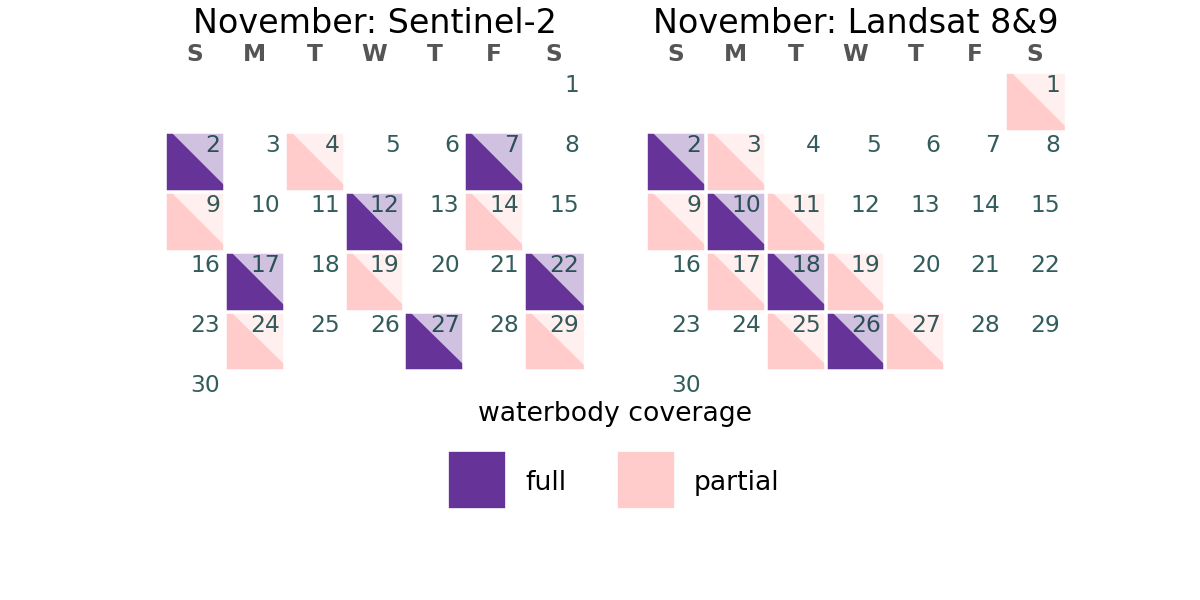 November: Sentinel-2
S M T W T F S
1
2 3 4 5 6 7 8
9 10 11 12 13 14 15
16 17 18 19 20 21 22
23 24 25 26 27 28 29
30
November: Landsat 8&9
S M T W T F S
1
2 3 4 5 6 7 8
9 10 11 12 13 14 15
16 17 18 19 20 21 22
23 24 25 26 27 28 29
30
waterbody coverage
full
partial